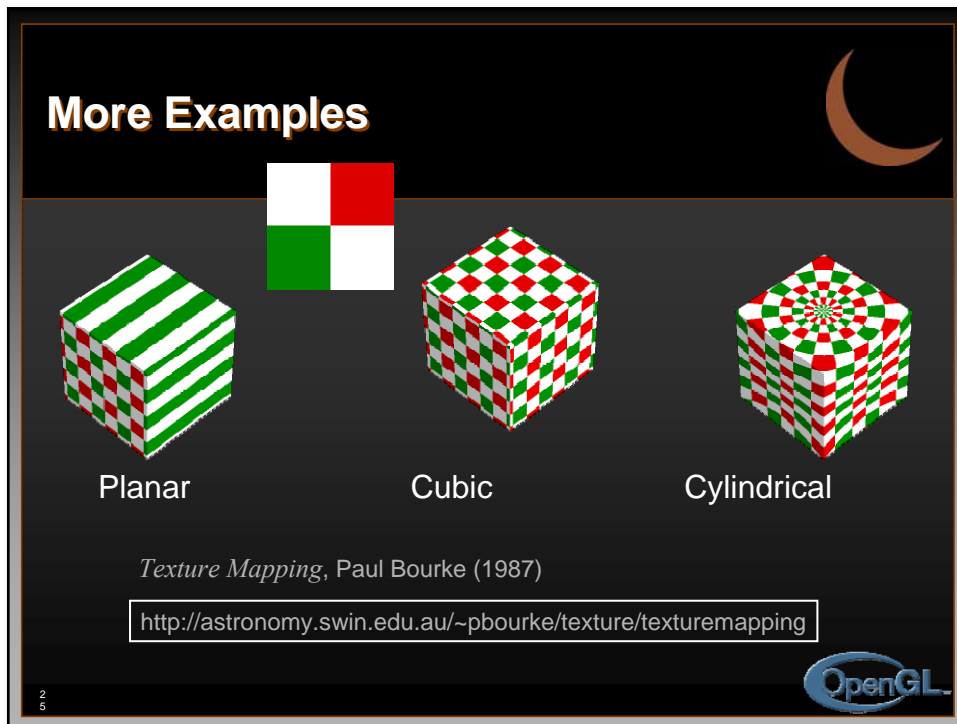 More Examples
Planar
Cubic
Cylindrical
Texture Mapping, Paul Bourke (1987)
http://astronomy.swin.edu.au/~pbourke/texture/texturemapping
2
5
OpenGL